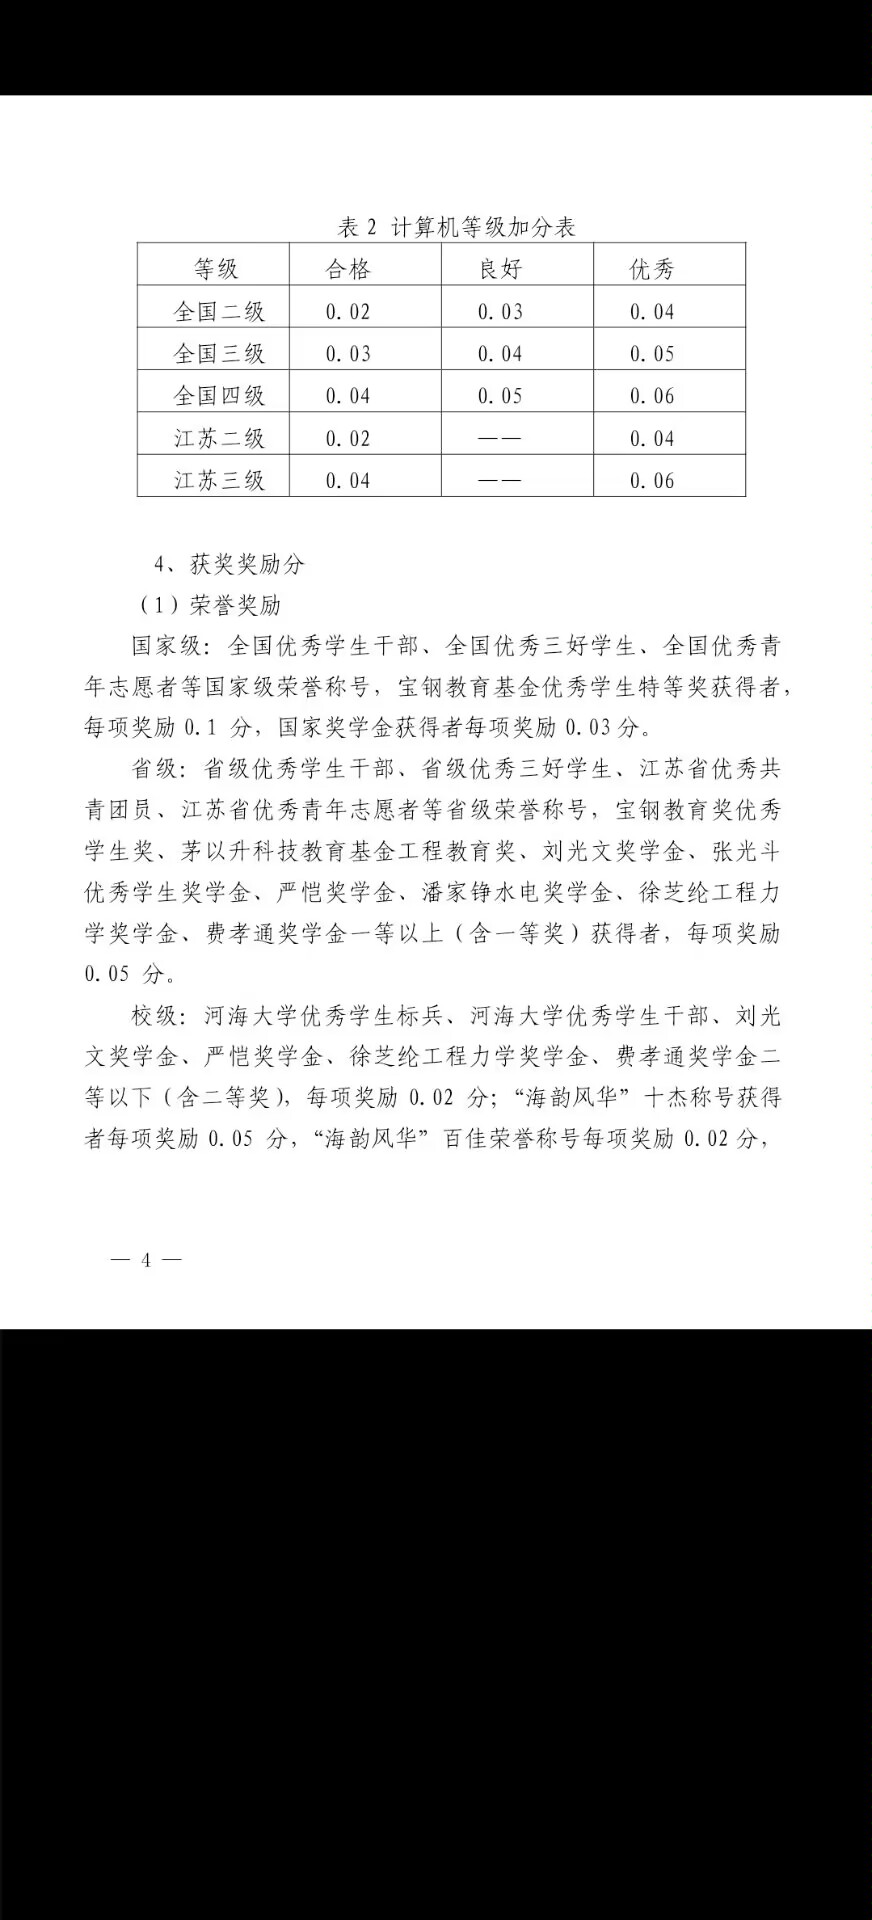 表 2 计算机等级加分表
等级 合格 良好 优秀
全国二级 0.02 0.03 0.04
全国三级 0.03 0.04 0.05
全国四级 0.04 0.05 0.06
江苏二级 0.02 —— 0.04
江苏三级 0.04 —— 0.06
4、获奖奖励分
（1）荣誉奖励
国家级：全国优秀学生干部、全国优秀三好学生、全国优秀青
年志愿者等国家级荣誉称号，宝钢教育基金优秀学生特等奖获得者，
每项奖励 0.1 分，国家奖学金获得者每项奖励 0.03分。
省级：省级优秀学生干部、省级优秀三好学生、江苏省优秀共
青团员、江苏省优秀青年志愿者等省级荣誉称号，宝钢教育奖优秀
学生奖、茅以升科技教育基金工程教育奖、刘光文奖学金、张光斗
优秀学生奖学金、严恺奖学金、潘家铮水电奖学金、徐芝纶工程力
学奖学金、费孝通奖学金一等以上（含一等奖）获得者，每项奖励
0.05 分。
校级：河海大学优秀学生标兵、河海大学优秀学生干部、刘光
文奖学金、严恺奖学金、徐芝纶工程力学奖学金、费孝通奖学金二
等以下（含二等奖），每项奖励 0.02 分；“海韵风华”十杰称号获得
者每项奖励 0.05 分，“海韵风华”百佳荣誉称号每项奖励 0.02分，
— 4 —